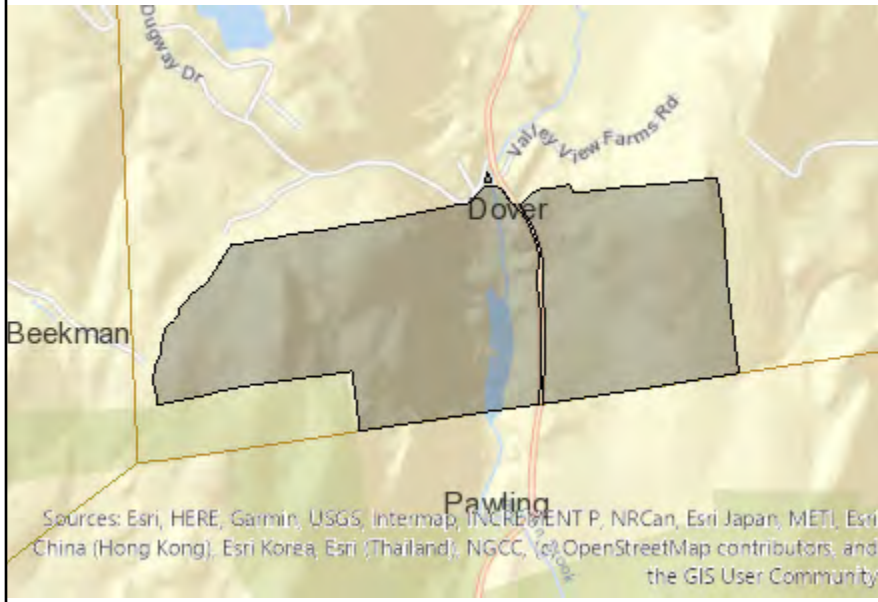 Dugway Dr
Valley View Farms Rd
Dover
Beekman
Pawling
Sources: Esri, HERE, Garmin, USGS, Intermap, INCREMENT P, NRCan, Esri Japan, METI, Esri
China (Hong Kong), Esri Korea, Esri (Thailand), NGCC, (c) OpenStreetMap contributors, and
the GIS User Community